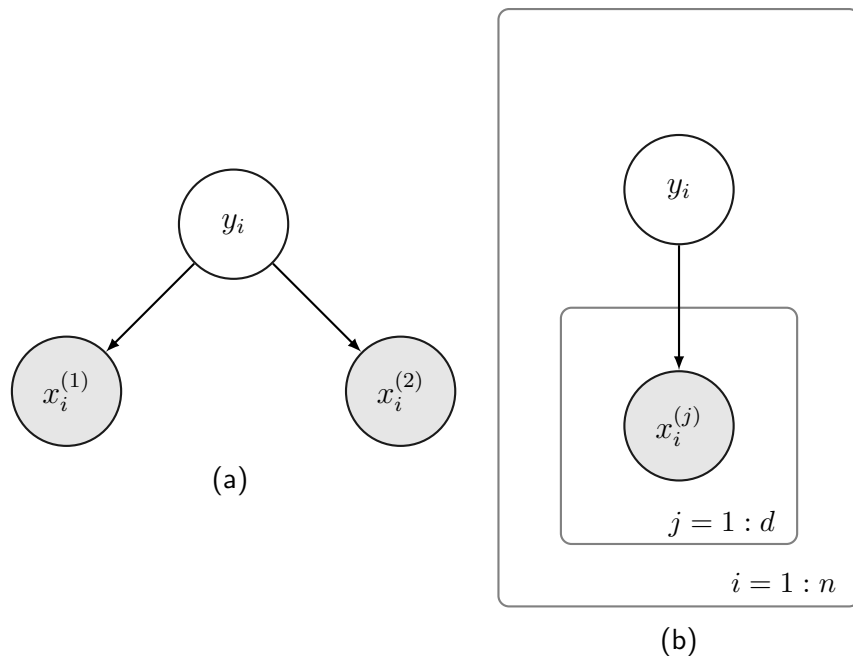 y_i
x_i^{(1)}
x_i^{(2)}
(a)
y_i
x_i^{(j)}
j = 1 : d
i = 1 : n
(b)